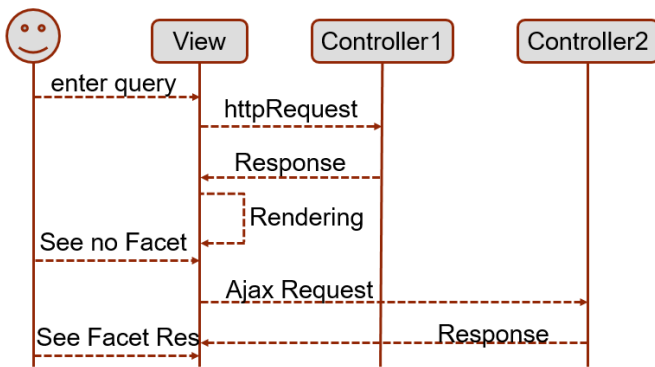 View
Controller1
Controller2
enter query
httpRequest
Response
Rendering
See no Facet
Ajax Request
See Facet Res
Response